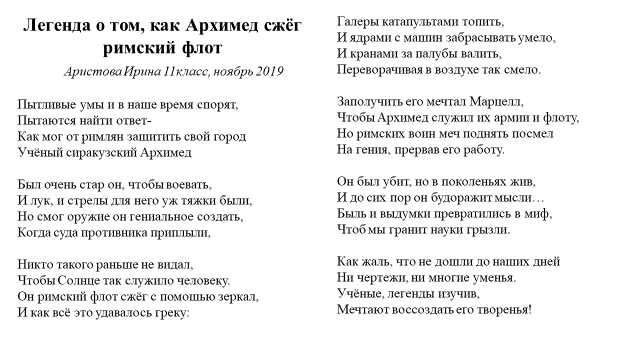 Легенда о том, как Архимед сжёг
римский флот
Аристова Ирина 11класс, ноябрь 2019
Пытливые умы и в наше время спорят,
Пытаются найти ответ-
Как мог от римлян защитить свой город
Учёный сиракузский Архимед
Был очень стар он, чтобы воевать,
И лук, и стрелы для него уж тяжки были,
Но смог оружие он гениальное создать,
Когда суда противника приплыли,
Никто такого раньше не видал,
Чтобы Солнце так служило человеку.
Он римский флот сжёг с помощью зеркал,
И как всё это удавалось греку:
Галеры катапультами топить,
И ядрами с машин забрасывать умело,
И кранами за палубы валить,
Переворачивая в воздухе так смело.
Заполучить его мечтал Марцелл,
Чтобы Архимед служил их армии и флоту,
Но римских воин меч поднять посмел
На гения, прервав его работу.
Он был убит, но в поколеньях жив,
И до сих пор он будоражит мысли…
Быль и выдумки превратились в миф,
Чтоб мы гранит науки грызли.
Как жаль, что не дошли до наших дней
Ни чертежи, ни многие уменья.
Учёные, легенды изучив,
Мечтают воссоздать его творенья!